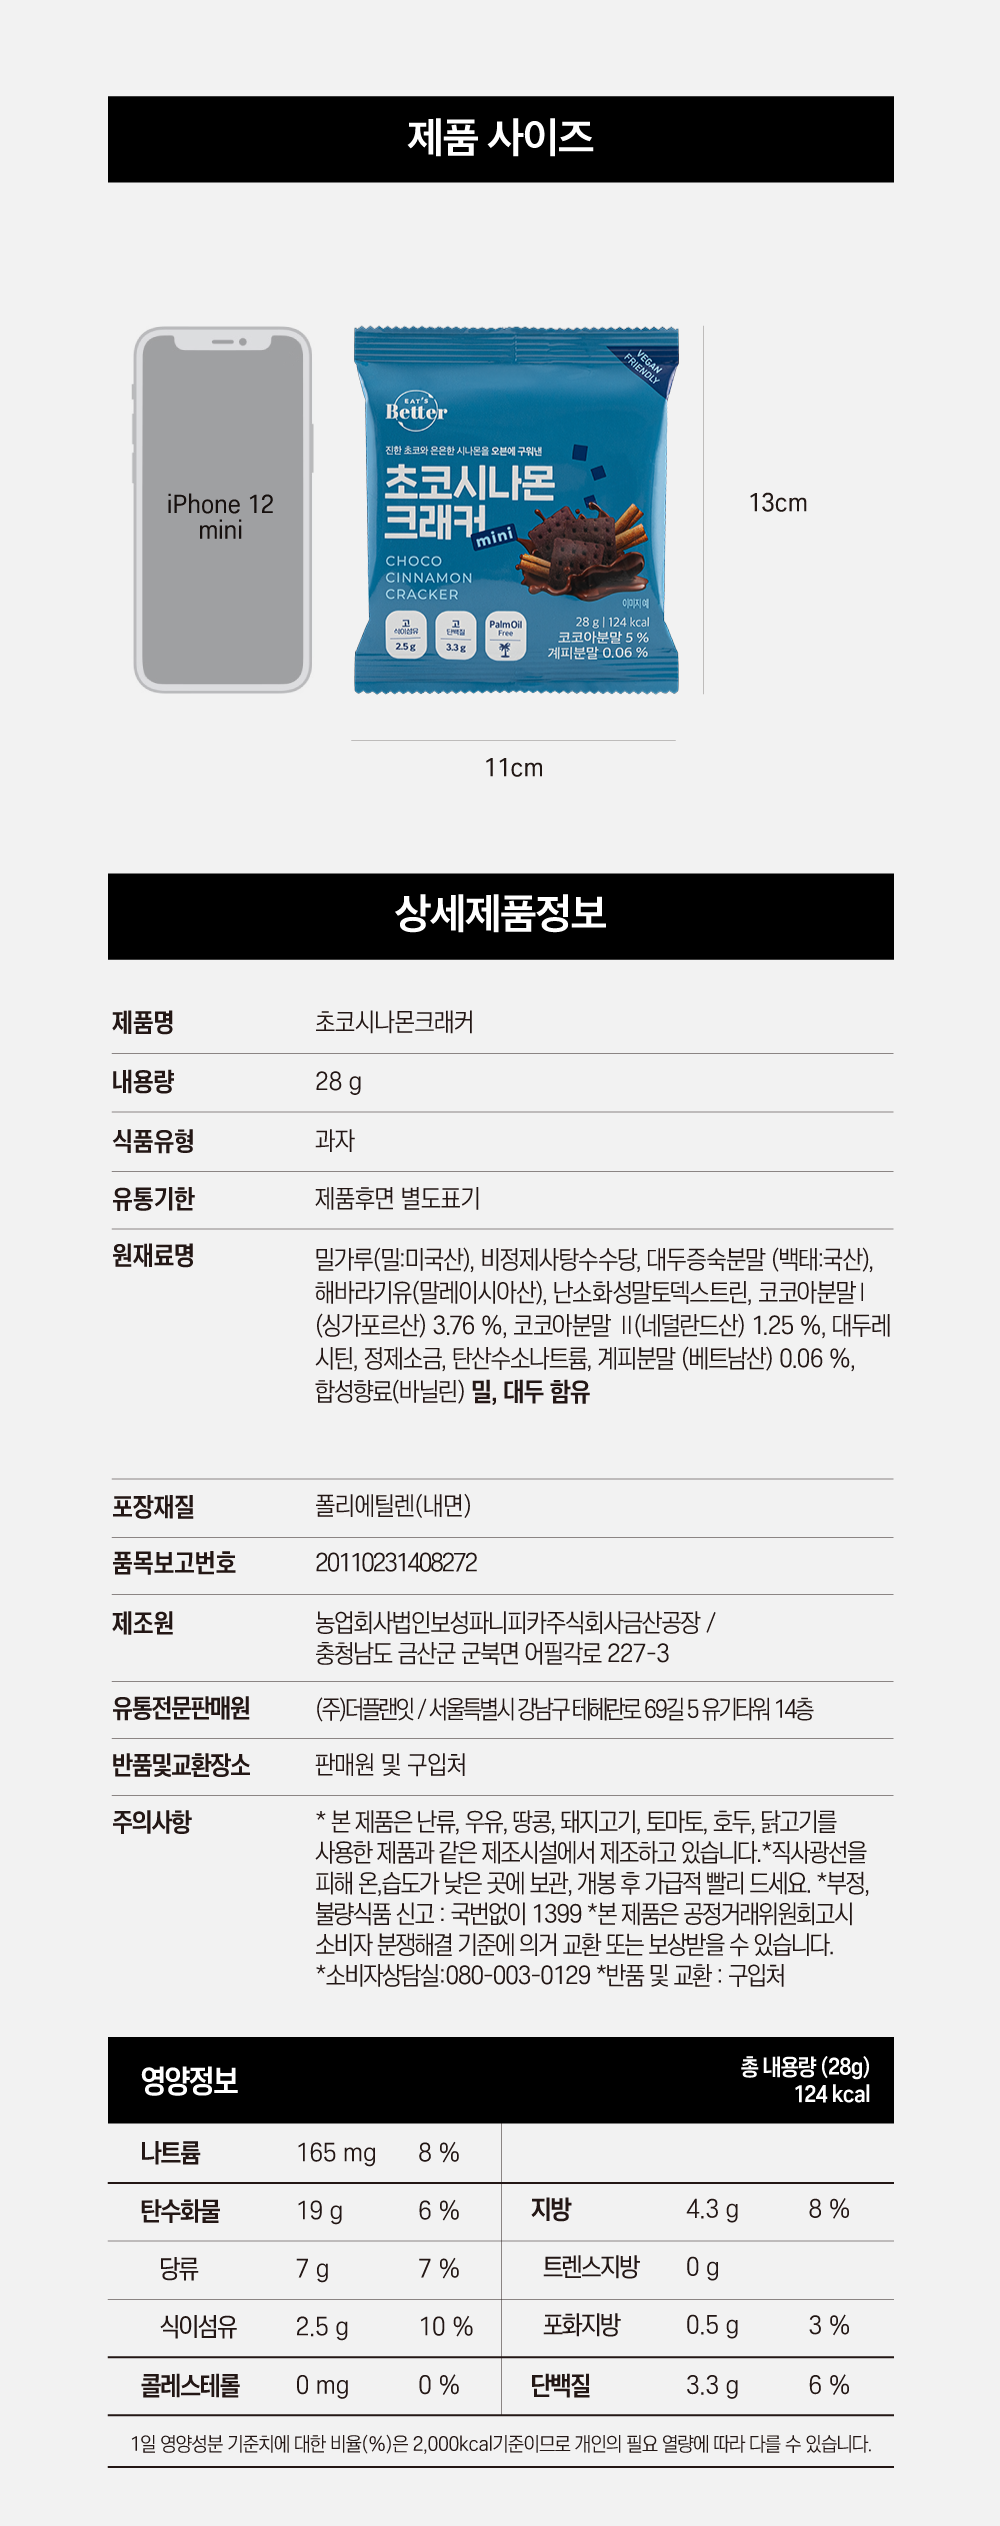 제품 사이즈
iPhone 12
mini
VEGAN
FRIENDLY
EAT'S
Better
진한 초코와 은은한 시나몬을 오븐에 구워낸
초코시나몬
크래커
mini
CHOCO
CINNAMON
CRACKER
이미지 예
고
식이섬유
2.5 g
고
단백질
3.3 g
Palm Oil
Free
28 g | 124 kcal
코코아분말 5 %
계피분말 0.06 %
13cm
11cm
상세제품정보
제품명 초코시나몬크래커
내용량 28 g
식품유형 과자
유통기한 제품후면 별도표기
원재료명 밀가루(밀:미국산), 비정제사탕수수당, 대두증숙분말 (백태:국산),
해바라기유(말레이시아산), 난소화성말토덱스트린, 코코아분말Ⅰ
(싱가포르산) 3.76 %, 코코아분말 Ⅱ(네덜란드산) 1.25 %, 대두레
시틴, 정제소금, 탄산수소나트륨, 계피분말 (베트남산) 0.06 %,
합성향료(바닐린) 밀, 대두 함유
포장재질 폴리에틸렌(내면)
품목보고번호 20110231408272
제조원 농업회사법인보성파니피카주식회사금산공장 /
충청남도 금산군 군북면 어필각로 227-3
유통전문판매원 (주)더플랜잇 / 서울특별시 강남구 테헤란로 69길 5 유기타워 14층
반품및교환장소 판매원 및 구입처
주의사항 * 본 제품은 난류, 우유, 땅콩, 돼지고기, 토마토, 호두, 닭고기를
사용한 제품과 같은 제조시설에서 제조하고 있습니다.*직사광선을
피해 온,습도가 낮은 곳에 보관, 개봉 후 가급적 빨리 드세요. *부정,
불량식품 신고 : 국번없이 1399 *본 제품은 공정거래위원회고시
소비자 분쟁해결 기준에 의거 교환 또는 보상받을 수 있습니다.
*소비자상담실:080-003-0129 *반품 및 교환 : 구입처
영양정보 총 내용량 (28g)
124 kcal
나트륨 165 mg 8 %
탄수화물 19 g 6 % 지방 4.3 g 8 %
당류 7 g 7 % 트렌스지방 0 g
식이섬유 2.5 g 10 % 포화지방 0.5 g 3 %
콜레스테롤 0 mg 0 % 단백질 3.3 g 6 %
1일 영양성분 기준치에 대한 비율(%)은 2,000kcal기준이므로 개인의 필요 열량에 따라 다를 수 있습니다.